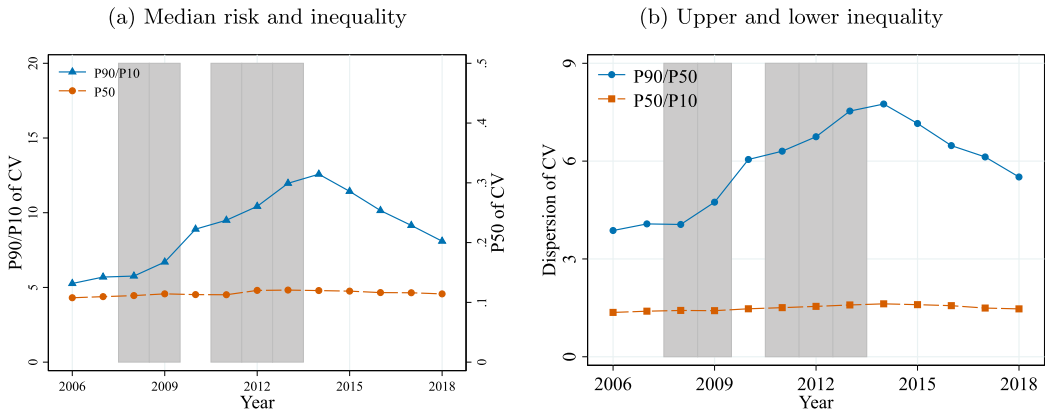 (a) Median risk and inequality
P90/P10 of CV
20
15
10
5
0
P90/P10
P50
.5
.4
.3
.2
.1
0
P50 of CV
2006
2009
2012
2015
2018
Year
(b) Upper and lower inequality
Dispersion of CV
9
6
3
0
P90/P50
P50/P10
2006
2009
2012
2015
2018
Year